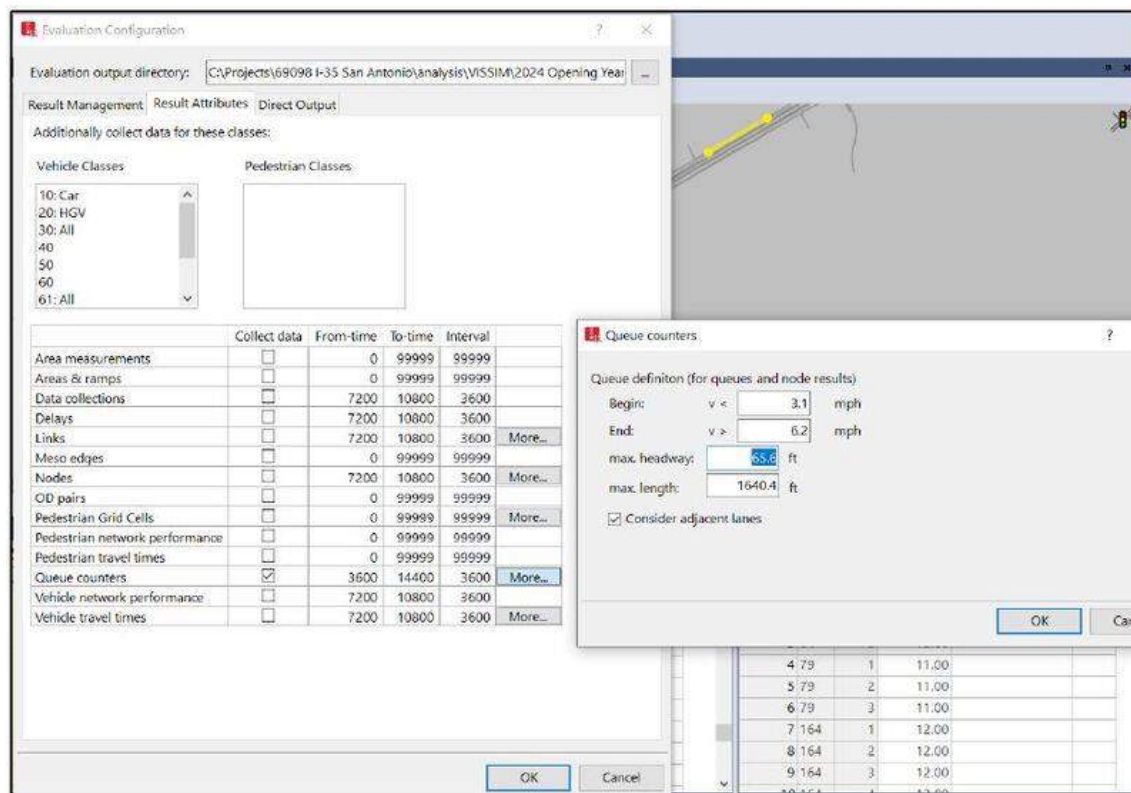 Evaluation Configuration ? ×
Evaluation output directory: C:\Projects\69098 I-35 San Antonio\analysis\VISSIM\2024 Opening Yea ...
Result Management Result Attributes Direct Output
Additionally collect data for these classes:
Vehicle Classes Pedestrian Classes
10: Car
20: HGV
30: All
40
50
60
61: All
Collect data From-time To-time Interval
Area measurements 0 99999 99999
Areas & ramps 0 99999 99999
Data collections 7200 10800 3600
Delays 7200 10800 3600
Links 7200 10800 3600 More...
Meso edges 0 99999 99999
Nodes 7200 10800 3600 More...
OD pairs 0 99999 99999
Pedestrian Grid Cells 0 99999 99999 More...
Pedestrian network performance 0 99999 99999
Pedestrian travel times 0 99999 99999
Queue counters 3600 14400 3600 More...
Vehicle network performance 7200 10800 3600
Vehicle travel times 7200 10800 3600 More...
OK Cancel
Queue counters ?
Queue definiton (for queues and node results)
Begin: v < 3.1 mph
End: v > 6.2 mph
max. headway: 65.6 ft
max. length: 1640.4 ft
Consider adjacent lanes
OK Ca
4 79 1 11.00
5 79 2 11.00
6 79 3 11.00
7 164 1 12.00
8 164 2 12.00
9 164 3 12.00